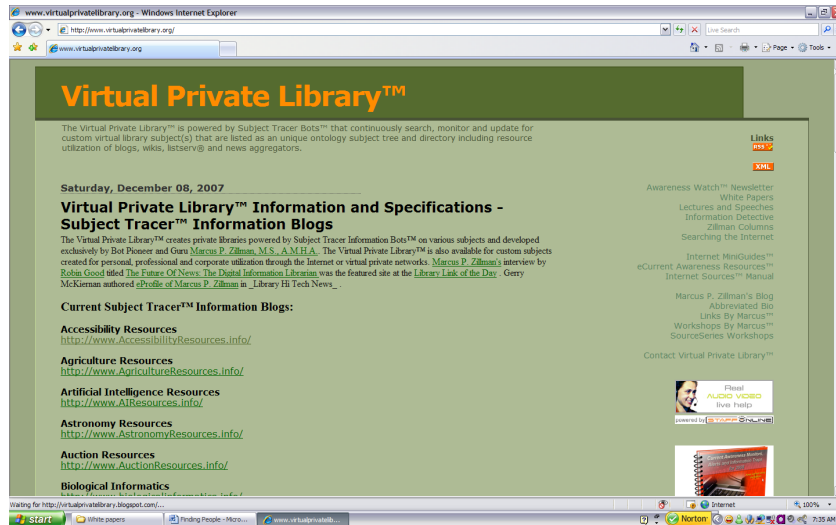 www.virtualprivatelibrary.org - Windows Internet Explorer
http://www.virtualprivatelibrary.org/
Live Search
www.virtualprivatelibrary.org
Page
Tools
Virtual Private Library™
The Virtual Private Library™ is powered by Subject Tracer Bots™ that continuously search, monitor and update for
custom virtual library subject(s) that are listed as an unique ontology subject tree and directory including resource
utilization of blogs, wikis, listserv® and news aggregators.
Links
RSS
XML
Saturday, December 08, 2007
Virtual Private Library™ Information and Specifications -
Subject Tracer™ Information Blogs
The Virtual Private Library™ creates private libraries powered by Subject Tracer Information Bots™ on various subjects and developed
exclusively by Bot Pioneer and Guru Marcus P. Zillman, M.S., A.M.H.A.. The Virtual Private Library™ is also available for custom subjects
created for personal, professional and corporate utilization through the Internet or virtual private networks. Marcus P. Zillman's interview by
Robin Good titled The Future Of News: The Digital Information Librarian was the featured site at the Library Link of the Day . Gerry
McKiernan authored eProfile of Marcus P. Zillman in _Library Hi Tech News_ .
Current Subject Tracer™ Information Blogs:
Accessibility Resources
http://www.AccessibilityResources.info/
Agriculture Resources
http://www.AgricultureResources.info/
Artificial Intelligence Resources
http://www.AIResources.info/
Astronomy Resources
http://www.AstronomyResources.info/
Auction Resources
http://www.AuctionResources.info/
Biological Informatics
http://www.biologicalinformatics.info/
Awareness Watch™ Newsletter
White Papers
Lectures and Speeches
Information Detective
Zillman Columns
Searching the Internet
Internet MiniGuides™
eCurrent Awareness Resources™
Internet Sources™ Manual
Marcus P. Zillman's Blog
Abbreviated Bio
Links By Marcus™
Workshops By Marcus™
SourceSeries Workshops
Contact Virtual Private Library™
Real
AUDIO VIDEO
live help
powered by STAFF ONLINE
Waiting for http://virtualprivatelibrary.blogspot.com/...
Internet
100%
start
White papers
Finding People - Micro...
www.virtualprivatelib...
Norton
7:35 AM